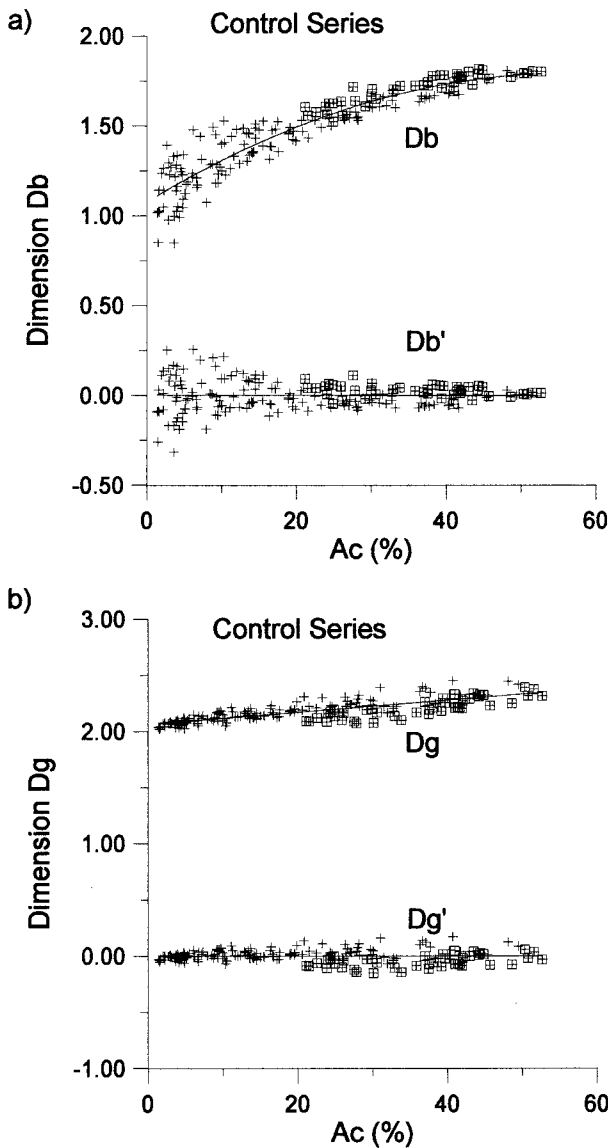 a)
Control Series
2.00
1.50
1.00
0.50
0.00
-0.50
Dimension Db
Db
Db'
0
20
40
60
Ac (%)
b)
Control Series
3.00
2.00
1.00
0.00
-1.00
Dimension Dg
Dg
Dg'
0
20
40
60
Ac (%)